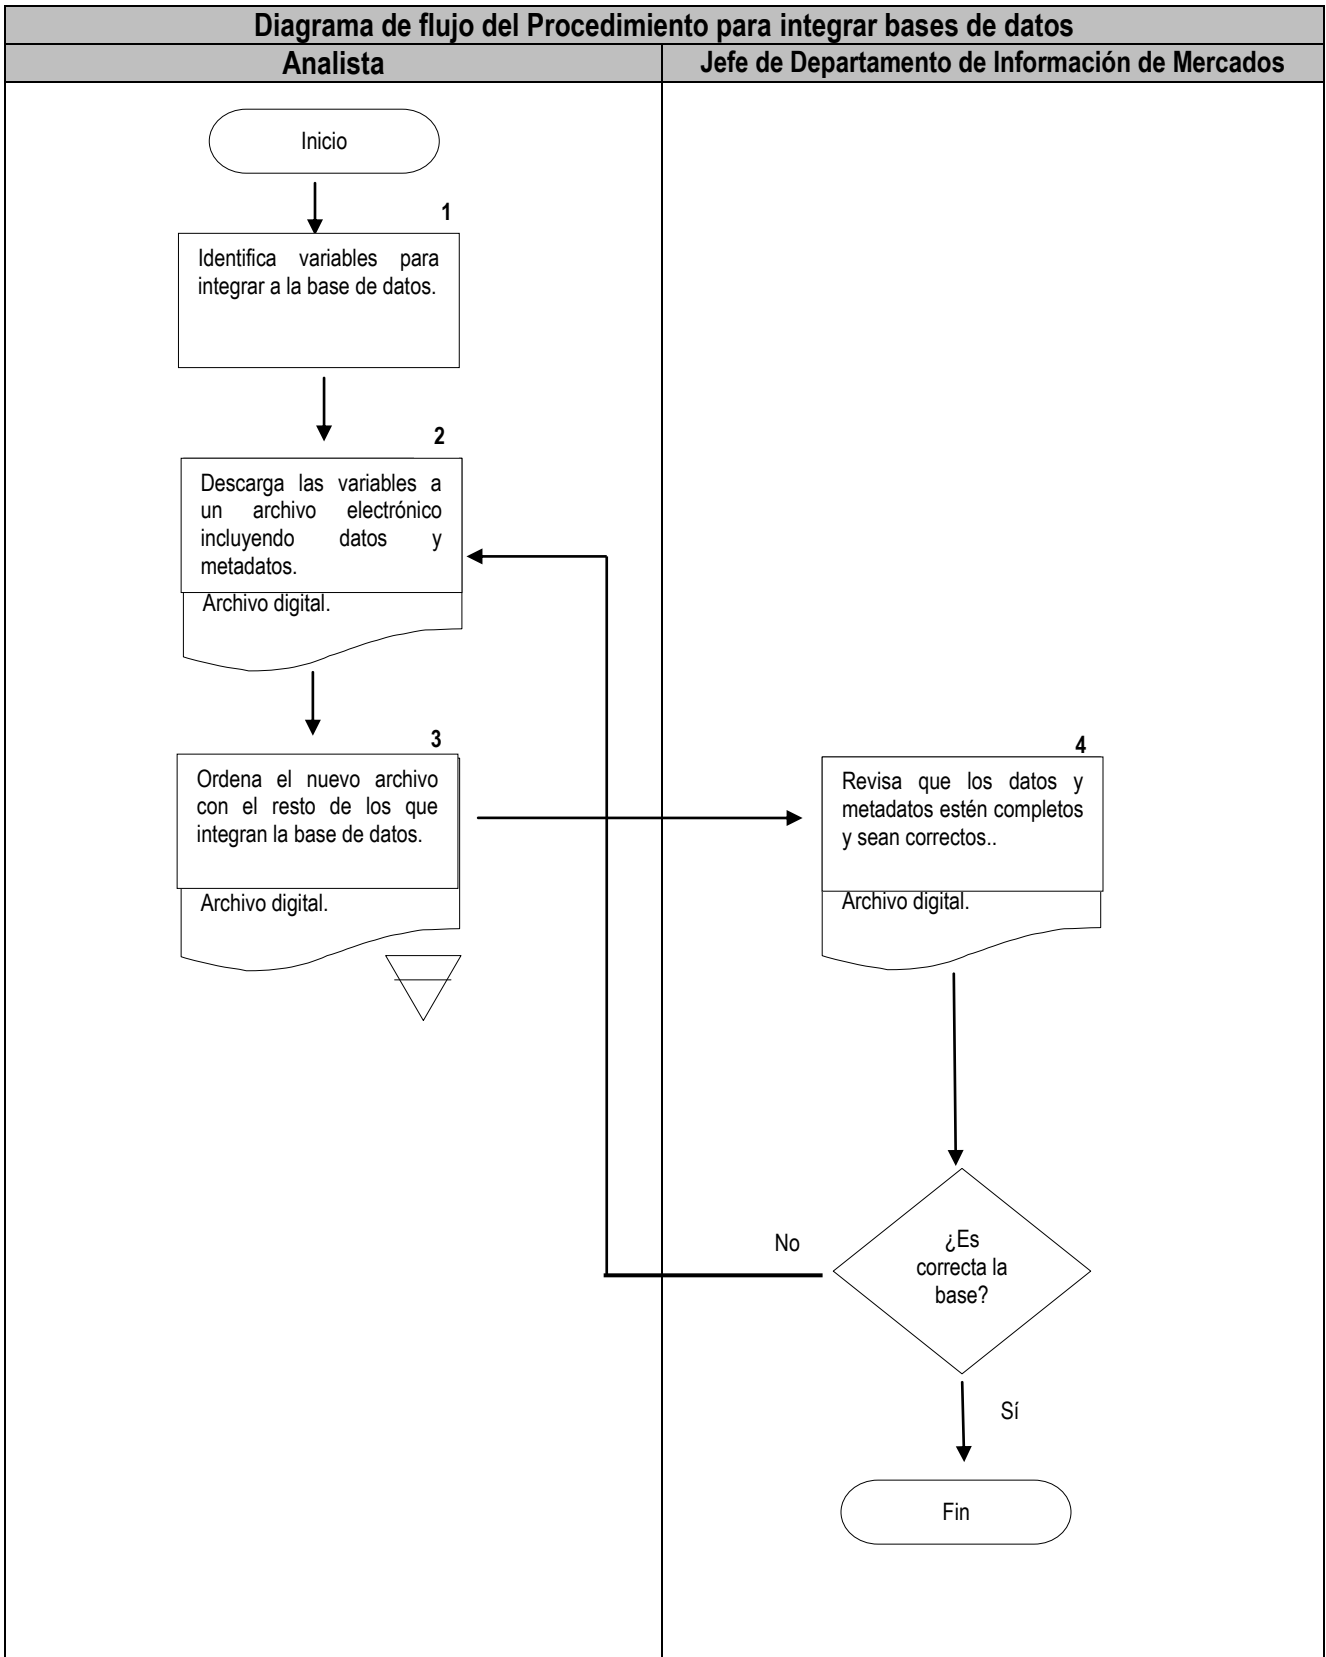 Diagrama de flujo del Procedimiento para integrar bases de datos
Analista
Jefe de Departamento de Información de Mercados
Inicio
1
Identifica variables para
integrar a la base de datos.
2
Descarga las variables a
un archivo electrónico
incluyendo datos y
metadatos.
Archivo digital.
3
Ordena el nuevo archivo
con el resto de los que
integran la base de datos.
Archivo digital.
4
Revisa que los datos y
metadatos estén completos
y sean correctos..
Archivo digital.
¿Es
correcta la
base?
No
Sí
Fin